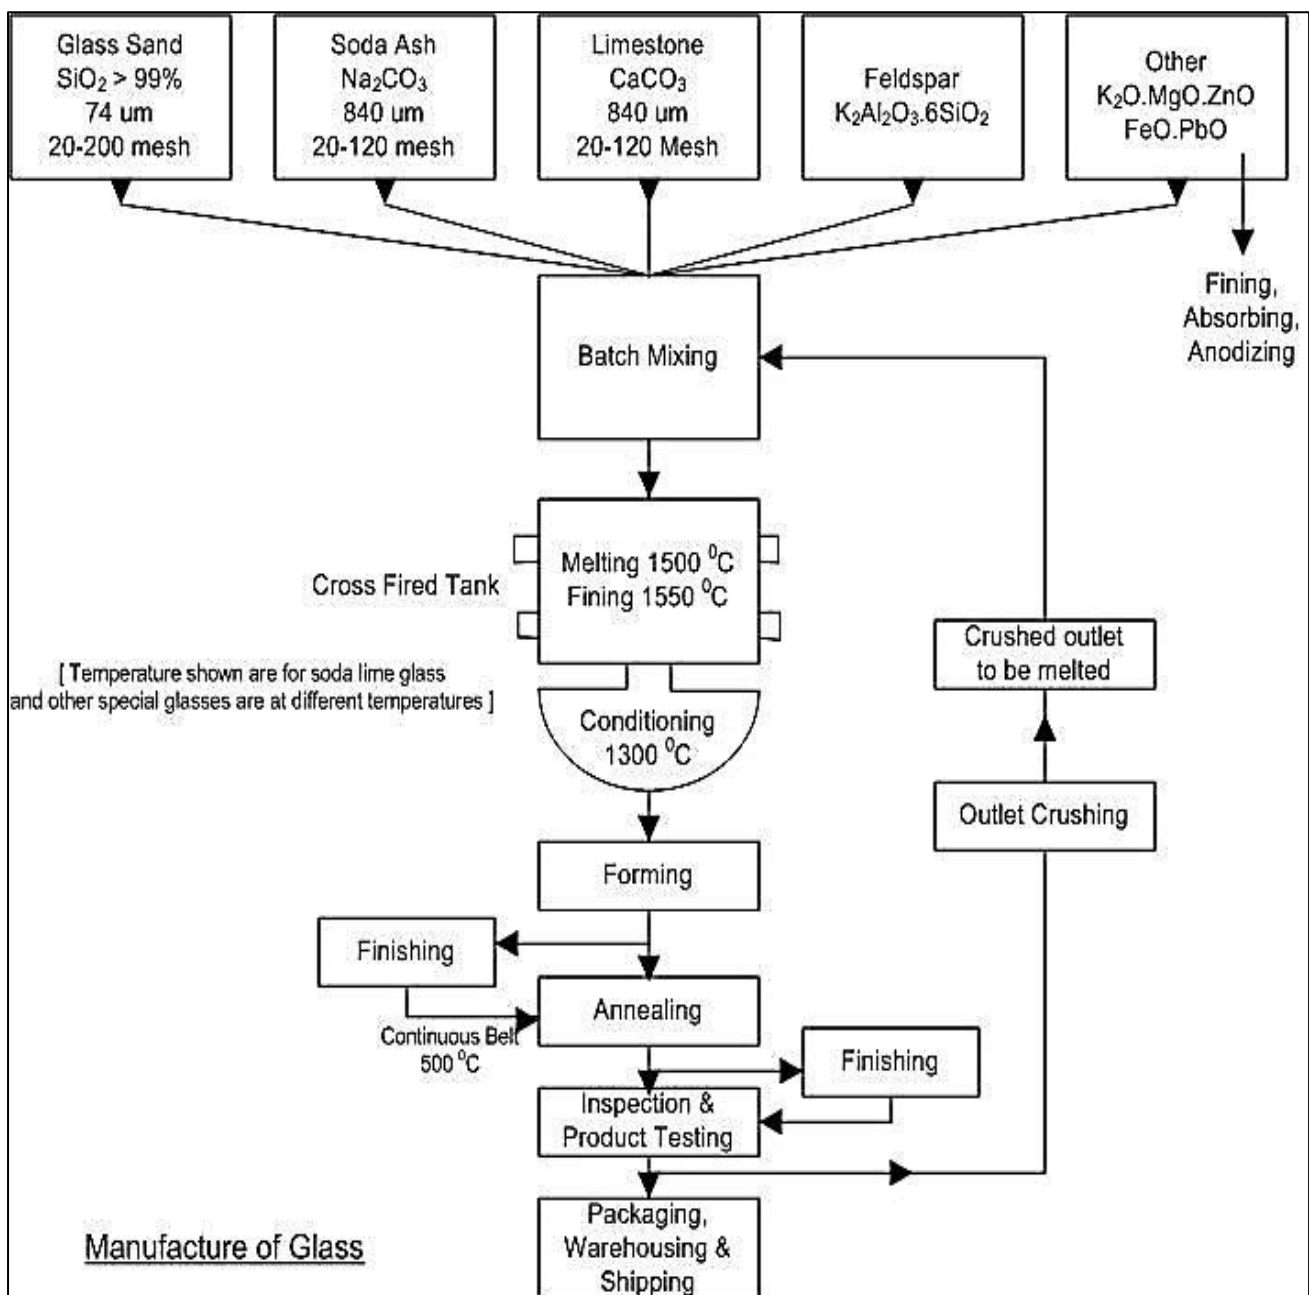 Glass Sand
SiO₂ > 99%
74 um
20-200 mesh
Soda Ash
Na₂CO₃
840 um
20-120 mesh
Limestone
CaCO₃
840 um
20-120 Mesh
Feldspar
K₂Al₂O₃.6SiO₂
Other
K₂O.MgO.ZnO
FeO.PbO
Fining,
Absorbing,
Anodizing
Batch Mixing
Cross Fired Tank
Melting 1500 ⁰C
Fining 1550 ⁰C
[ Temperature shown are for soda lime glass
and other special glasses are at different temperatures ]
Conditioning
1300 ⁰C
Crushed outlet
to be melted
Outlet Crushing
Forming
Finishing
Annealing
Continuous Belt
500 ⁰C
Finishing
Inspection &
Product Testing
Packaging,
Warehousing &
Shipping
Manufacture of Glass